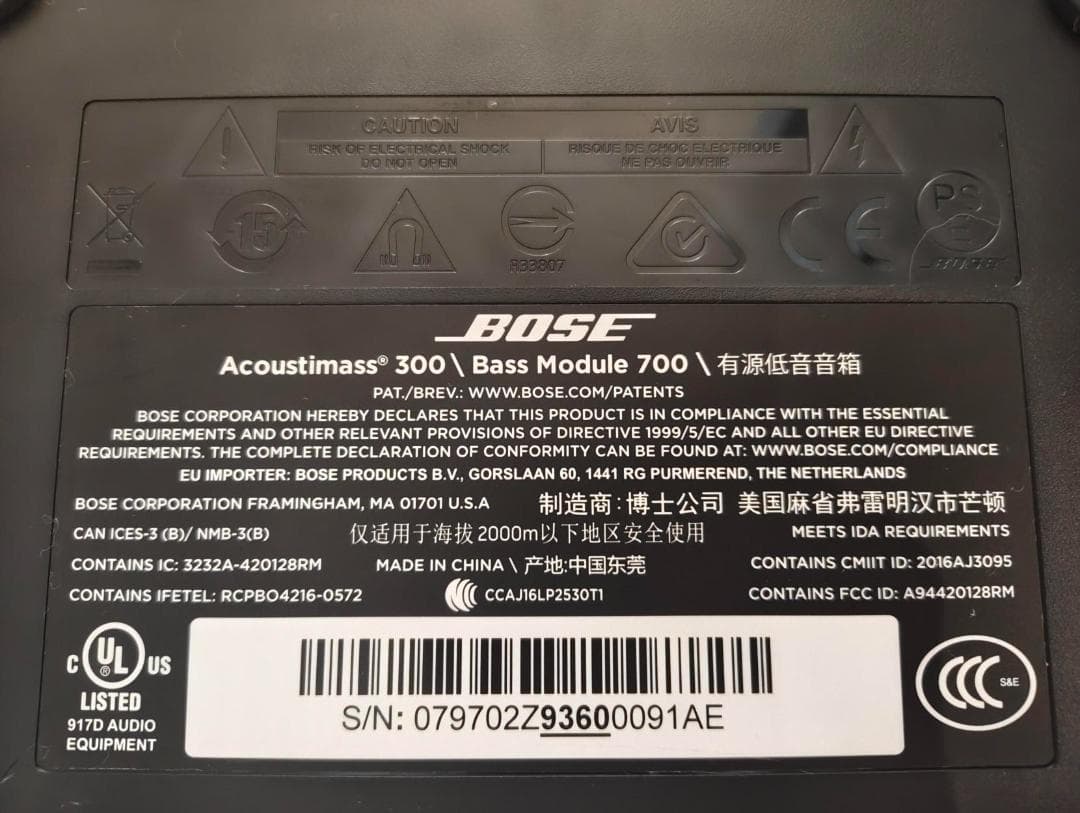 CAUTION
RISK OF ELECTRICAL SHOCK
DO NOT OPEN
AVIS
RISQUE DE CHOC ELECTRIQUE
NE PAS OUVRIR
15
R33807
CE
PS
E
BOSE
Acoustimass® 300 \ Bass Module 700 \ 有源低音音箱
PAT./BREV.: WWW.BOSE.COM/PATENTS
BOSE CORPORATION HEREBY DECLARES THAT THIS PRODUCT IS IN COMPLIANCE WITH THE ESSENTIAL
REQUIREMENTS AND OTHER RELEVANT PROVISIONS OF DIRECTIVE 1999/5/EC AND ALL OTHER EU DIRECTIVE
REQUIREMENTS. THE COMPLETE DECLARATION OF CONFORMITY CAN BE FOUND AT: WWW.BOSE.COM/COMPLIANCE
EU IMPORTER: BOSE PRODUCTS B.V., GORSLAAN 60, 1441 RG PURMEREND, THE NETHERLANDS
BOSE CORPORATION FRAMINGHAM, MA 01701 U.S.A 制造商:博士公司 美国麻省弗雷明汉市芒顿
CAN ICES-3 (B)/ NMB-3(B) 仅适用于海拔2000m以下地区安全使用 MEETS IDA REQUIREMENTS
CONTAINS IC: 3232A-420128RM MADE IN CHINA \ 产地:中国东莞 CONTAINS CMIIT ID: 2016AJ3095
CONTAINS IFETEL: RCPBO4216-0572 CCAJ16LP2530T1 CONTAINS FCC ID: A94420128RM
C UL® US
LISTED
917D AUDIO
EQUIPMENT
S/N: 079702Z93600091AE
CCC S&E